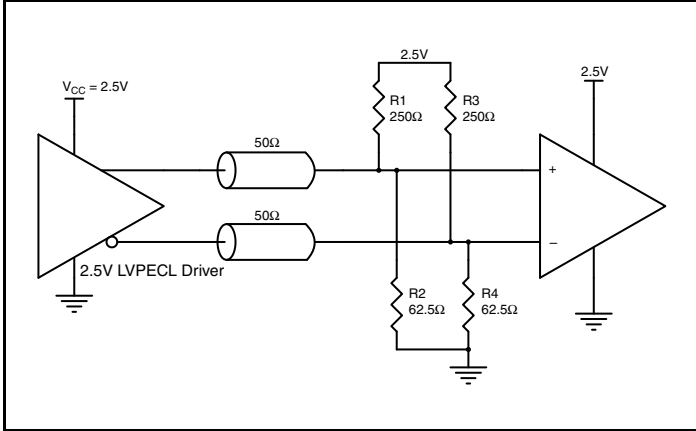 2.5V
V_CC = 2.5V
2.5V
R1
250Ω
R3
250Ω
50Ω
+
50Ω
–
2.5V LVPECL Driver
R2
62.5Ω
R4
62.5Ω